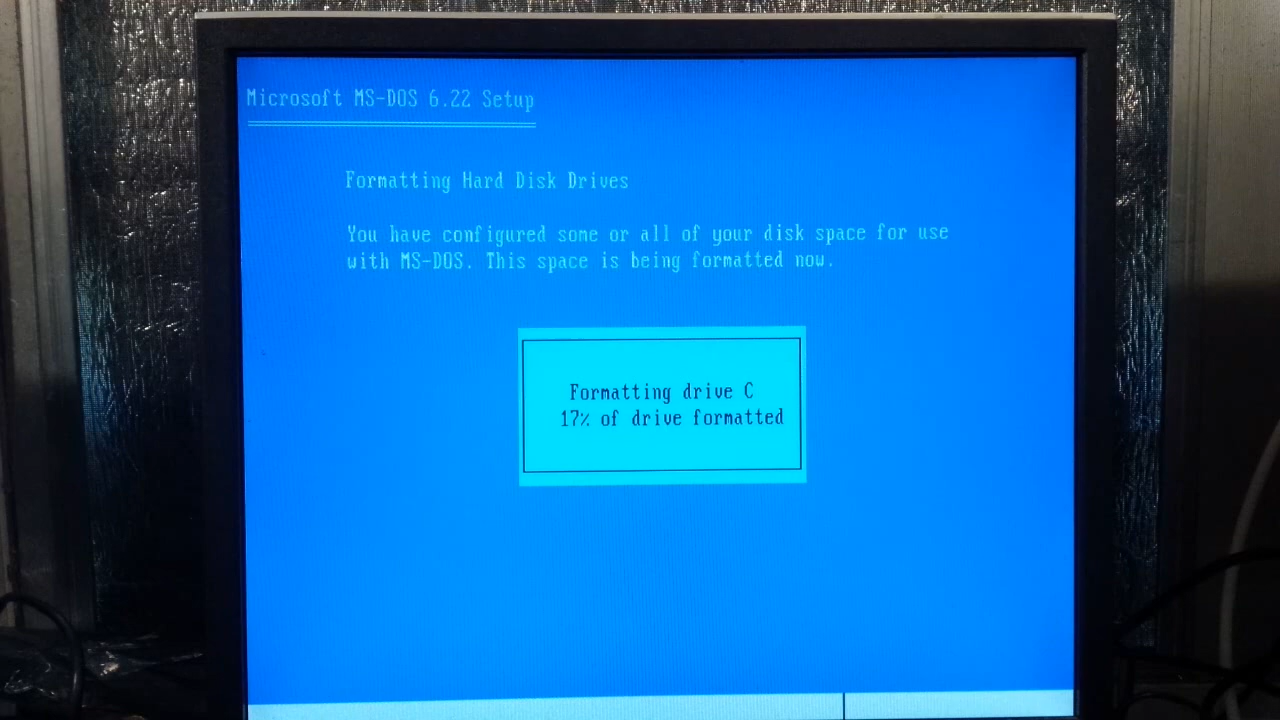 Microsoft MS-DOS 6.22 Setup
Formatting Hard Disk Drives
You have configured some or all of your disk space for use
with MS-DOS. This space is being formatted now.
Formatting drive C
17% of drive formatted